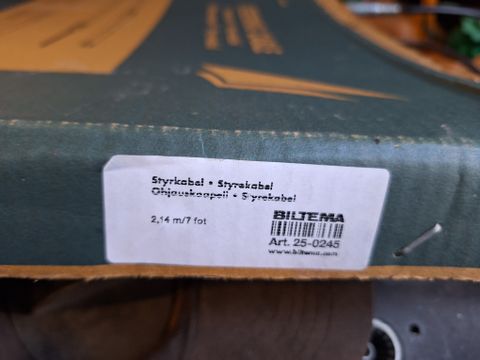 Styrkabel • Styrekabel
Ohjauskaapeli • Styrekabel
2,14 m/7 fot
BILTEMA
Art. 25-0245
www.biltema.com